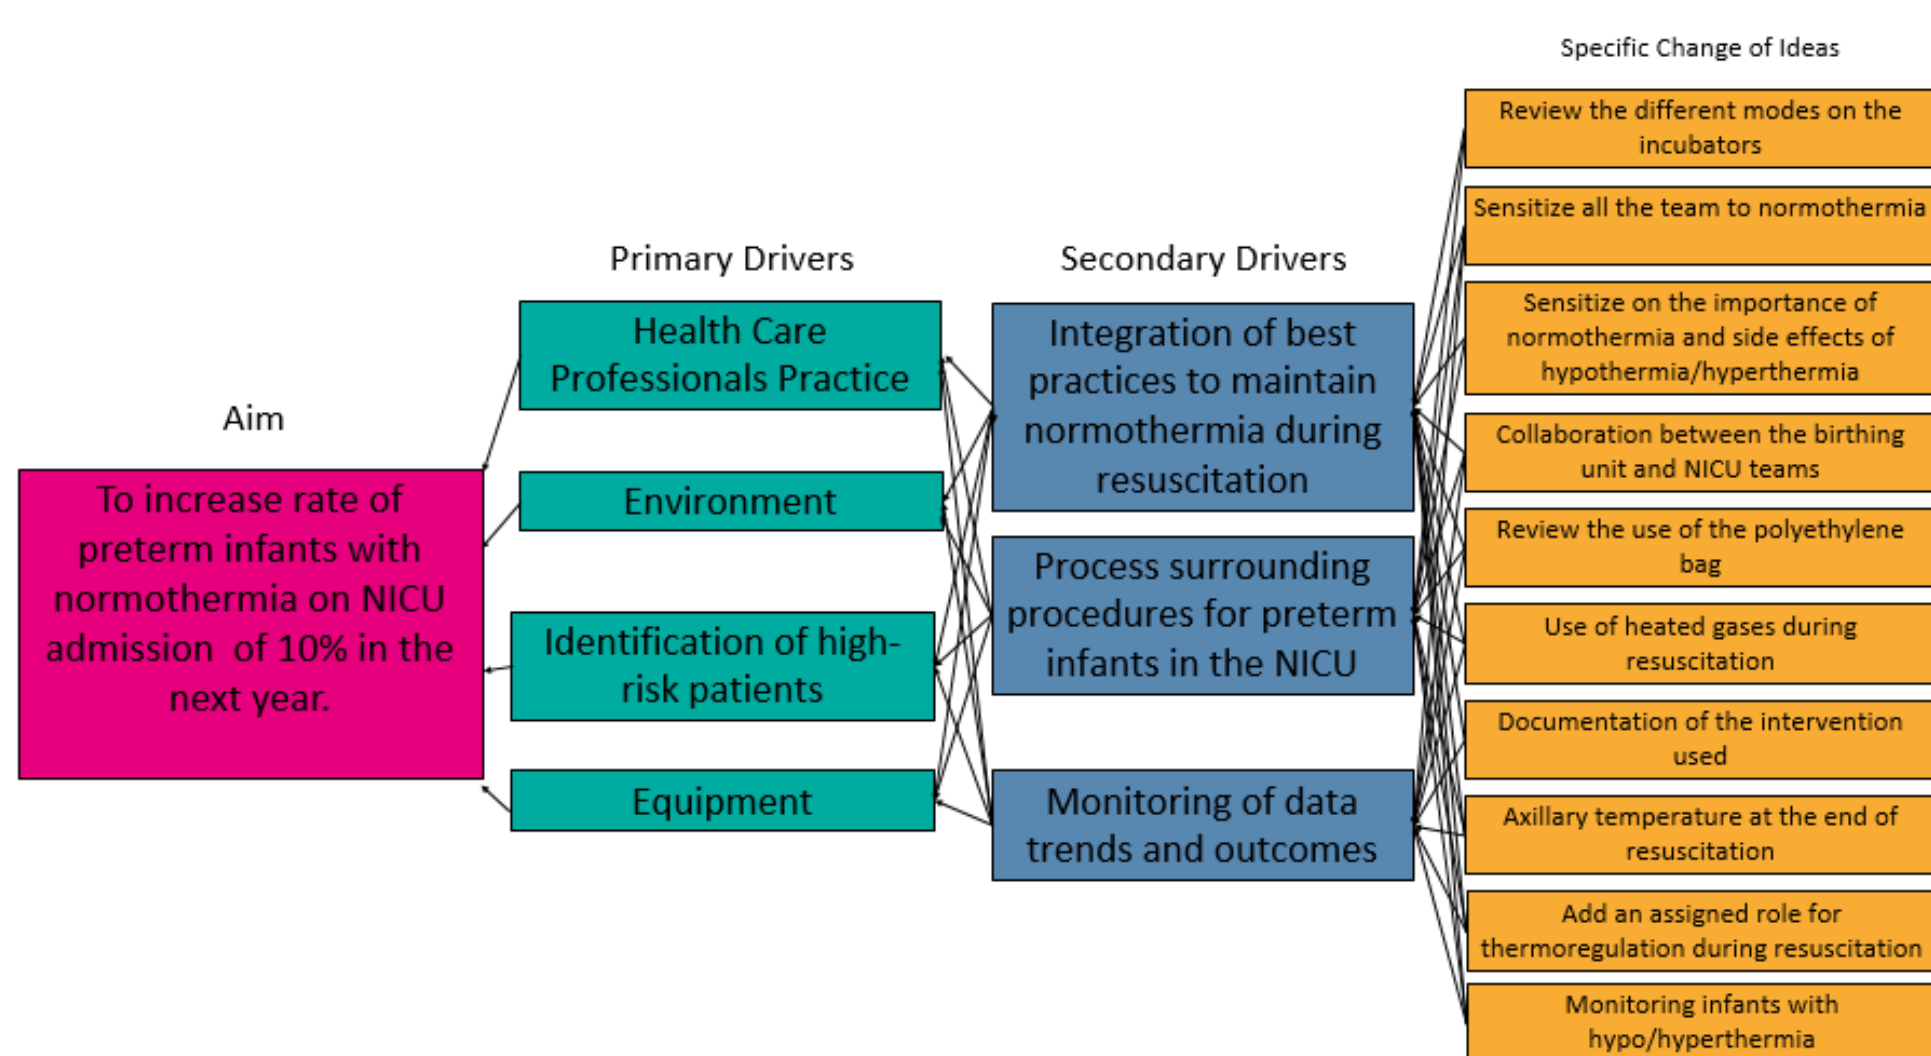 Aim
To increase rate of
preterm infants with
normothermia on NICU
admission  of 10% in the
next year.
Primary Drivers
Health Care
Professionals Practice
Environment
Identification of high-
risk patients
Equipment
Secondary Drivers
Integration of best
practices to maintain
normothermia during
resuscitation
Process surrounding
procedures for preterm
infants in the NICU
Monitoring of data
trends and outcomes
Specific Change of Ideas
Review the different modes on the
incubators
Sensitize all the team to normothermia
Sensitize on the importance of
normothermia and side effects of
hypothermia/hyperthermia
Collaboration between the birthing
unit and NICU teams
Review the use of the polyethylene
bag
Use of heated gases during
resuscitation
Documentation of the intervention
used
Axillary temperature at the end of
resuscitation
Add an assigned role for
thermoregulation during resuscitation
Monitoring infants with
hypo/hyperthermia